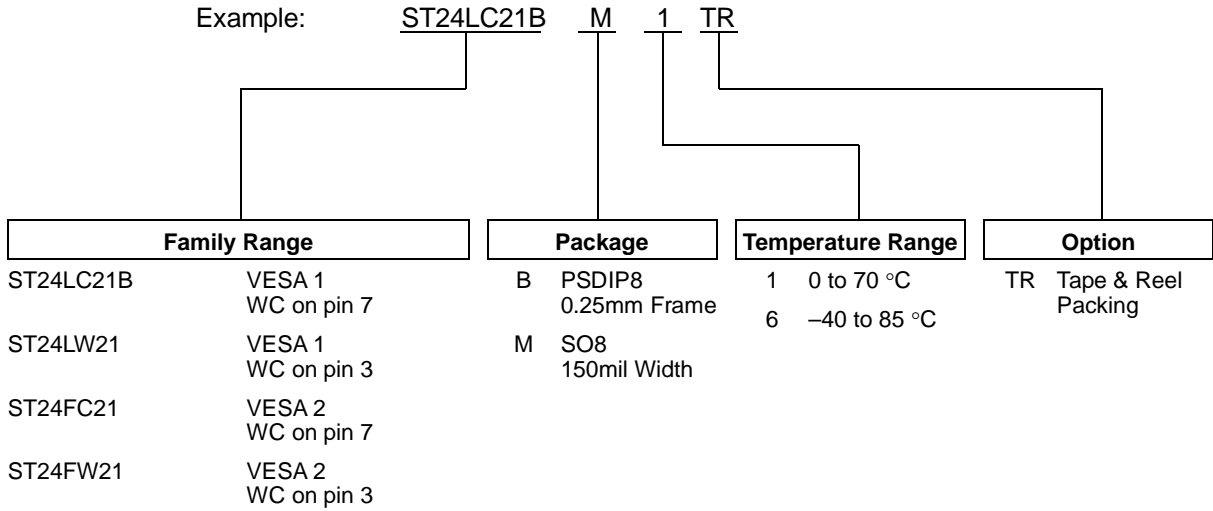 Example: ST24LC21B M 1 TR
Family Range Package Temperature Range Option
ST24LC21B VESA 1 B PSDIP8 1 0 to 70 °C TR Tape & Reel
WC on pin 7 0.25mm Frame Packing
6 –40 to 85 °C
ST24LW21 VESA 1 M SO8
WC on pin 3 150mil Width
ST24FC21 VESA 2
WC on pin 7
ST24FW21 VESA 2
WC on pin 3